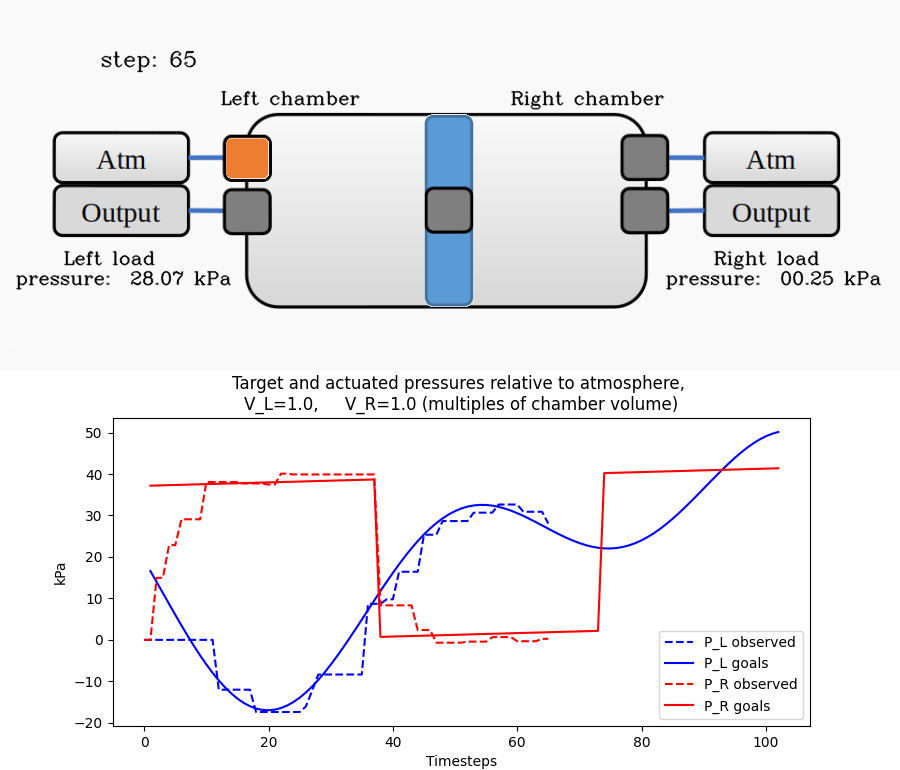 step: 65
Left chamber
Right chamber
Atm
Atm
Output
Output
Left load
pressure: 28.07 kPa
Right load
pressure: 00.25 kPa
Target and actuated pressures relative to atmosphere,
V_L=1.0, V_R=1.0 (multiples of chamber volume)
50
40
30
20
10
0
−10
−20
kPa
P_L observed
P_L goals
P_R observed
P_R goals
0 20 40 60 80 100
Timesteps